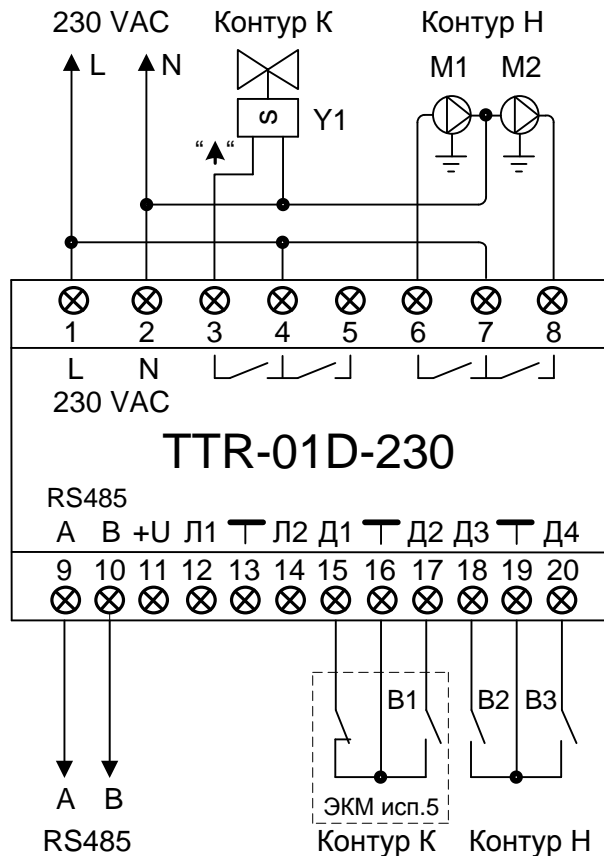 230 VAC Контур К Контур Н
L N М1 М2
S Y1
“ “
1 2 3 4 5 6 7 8
L N
230 VAC
TTR-01D-230
RS485
A B +U Л1 Л2 Д1 Д2 Д3 Д4
9 10 11 12 13 14 15 16 17 18 19 20
B1 B2 B3
ЭКМ исп.5
A B
RS485 Контур К Контур Н